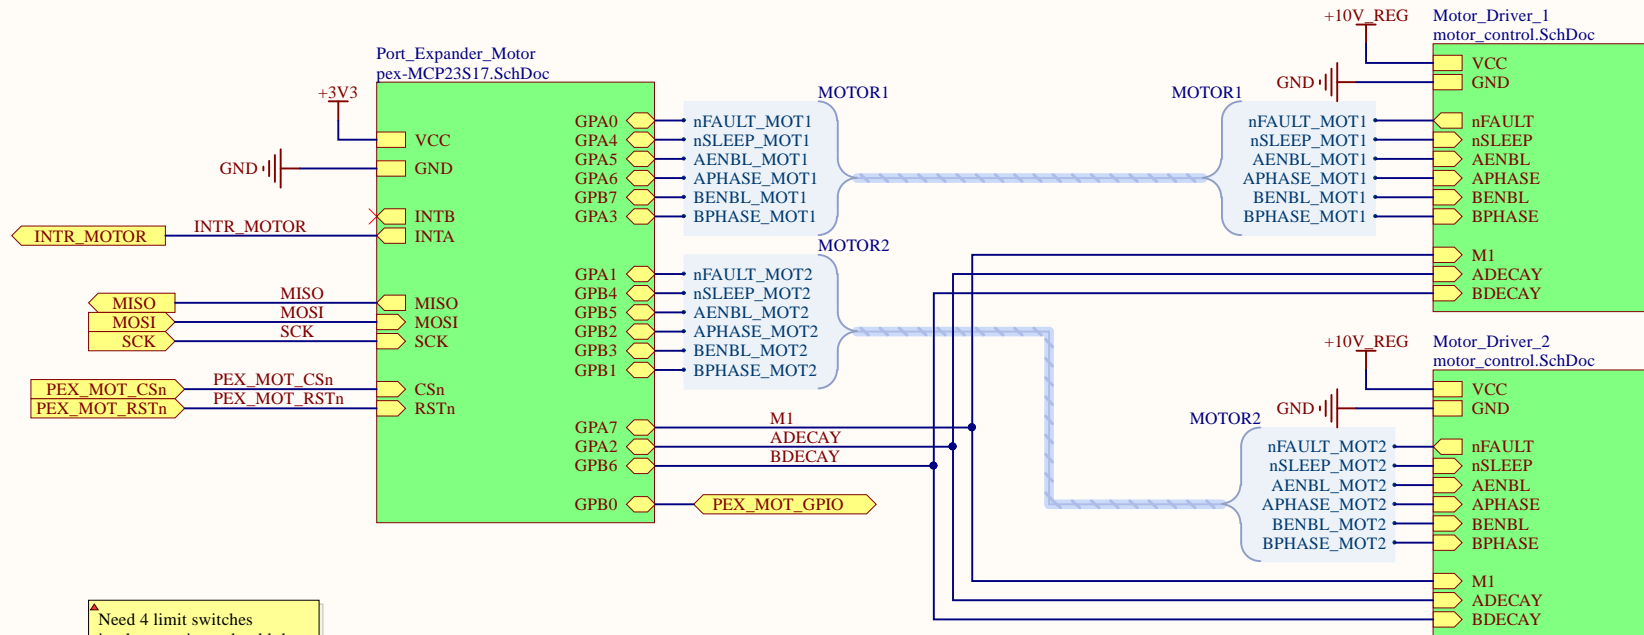 Port_Expander_Motor
pex-MCP23S17.SchDoc
+3V3
VCC
GND
GND
INTB
INTR_MOTOR
INTR_MOTOR
INTA
MISO
MISO
MISO
MOSI
MOSI
MOSI
SCK
SCK
SCK
PEX_MOT_CSn
PEX_MOT_CSn
CSn
PEX_MOT_RSTn
PEX_MOT_RSTn
RSTn
GPA0
GPA4
GPA5
GPA6
GPB7
GPA3
GPA1
GPB4
GPB5
GPB2
GPB3
GPB1
GPA7
GPA2
GPB6
GPB0
MOTOR1
nFAULT_MOT1
nSLEEP_MOT1
AENBL_MOT1
APHASE_MOT1
BENBL_MOT1
BPHASE_MOT1
MOTOR2
nFAULT_MOT2
nSLEEP_MOT2
AENBL_MOT2
APHASE_MOT2
BENBL_MOT2
BPHASE_MOT2
M1
ADECAY
BDECAY
PEX_MOT_GPIO
+10V_REG
Motor_Driver_1
motor_control.SchDoc
VCC
GND
GND
MOTOR1
nFAULT_MOT1
nSLEEP_MOT1
AENBL_MOT1
APHASE_MOT1
BENBL_MOT1
BPHASE_MOT1
nFAULT
nSLEEP
AENBL
APHASE
BENBL
BPHASE
M1
ADECAY
BDECAY
+10V_REG
Motor_Driver_2
motor_control.SchDoc
VCC
GND
GND
MOTOR2
nFAULT_MOT2
nSLEEP_MOT2
AENBL_MOT2
APHASE_MOT2
BENBL_MOT2
BPHASE_MOT2
nFAULT
nSLEEP
AENBL
APHASE
BENBL
BPHASE
M1
ADECAY
BDECAY
Need 4 limit switches